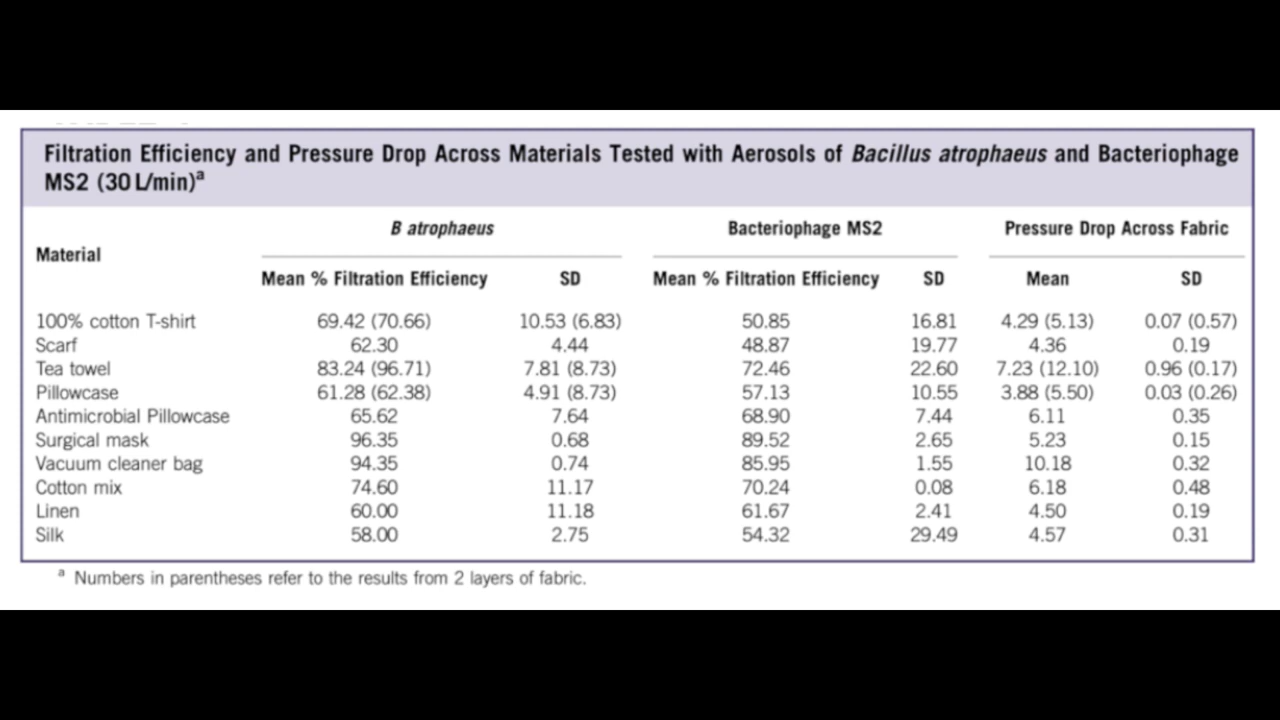 Filtration Efficiency and Pressure Drop Across Materials Tested with Aerosols of Bacillus atrophaeus and Bacteriophage
MS2 (30 L/min)a
B atrophaeus Bacteriophage MS2 Pressure Drop Across Fabric
Material
Mean % Filtration Efficiency SD Mean % Filtration Efficiency SD Mean SD
100% cotton T-shirt 69.42 (70.66) 10.53 (6.83) 50.85 16.81 4.29 (5.13) 0.07 (0.57)
Scarf 62.30 4.44 48.87 19.77 4.36 0.19
Tea towel 83.24 (96.71) 7.81 (8.73) 72.46 22.60 7.23 (12.10) 0.96 (0.17)
Pillowcase 61.28 (62.38) 4.91 (8.73) 57.13 10.55 3.88 (5.50) 0.03 (0.26)
Antimicrobial Pillowcase 65.62 7.64 68.90 7.44 6.11 0.35
Surgical mask 96.35 0.68 89.52 2.65 5.23 0.15
Vacuum cleaner bag 94.35 0.74 85.95 1.55 10.18 0.32
Cotton mix 74.60 11.17 70.24 0.08 6.18 0.48
Linen 60.00 11.18 61.67 2.41 4.50 0.19
Silk 58.00 2.75 54.32 29.49 4.57 0.31
a Numbers in parentheses refer to the results from 2 layers of fabric.